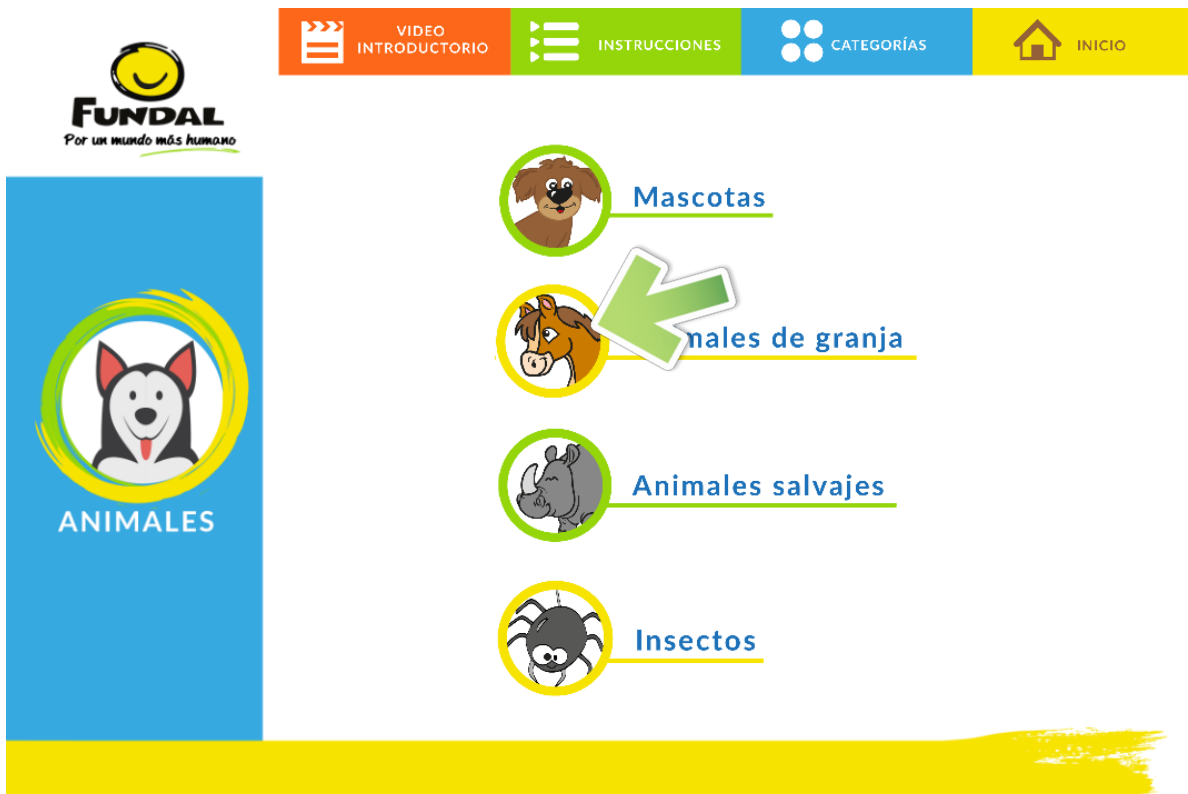 VIDEO
INTRODUCTORIO
INSTRUCCIONES
CATEGORÍAS
INICIO
FUNDAL
Por un mundo más humano
Mascotas
males de granja
Animales salvajes
Insectos
ANIMALES